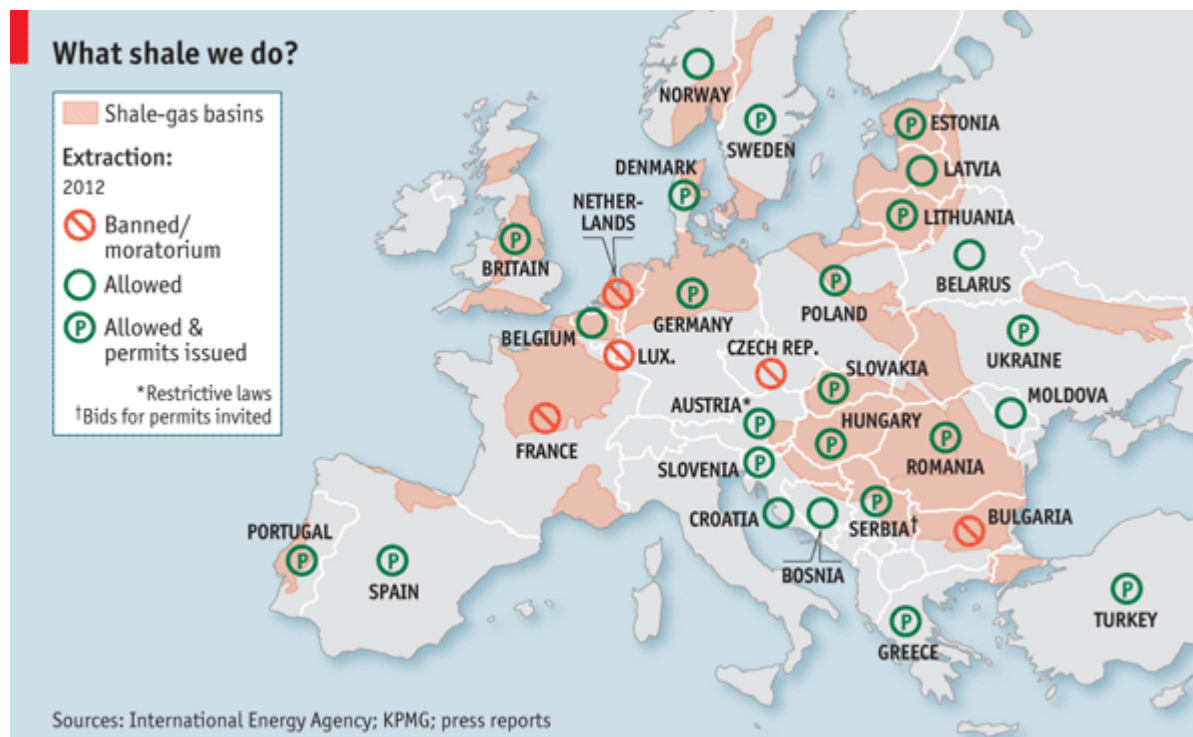 What shale we do?
Shale-gas basins
Extraction:
2012
Banned/
moratorium
Allowed
P Allowed &
permits issued
*Restrictive laws
†Bids for permits invited
NORWAY
P
SWEDEN
P ESTONIA
LATVIA
P LITHUANIA
DENMARK
P
NETHER-
LANDS
P
BRITAIN
BELARUS
P
GERMANY
P
POLAND
BELGIUM
LUX.
CZECH REP.
P
UKRAINE
SLOVAKIA
P
MOLDOVA
AUSTRIA*
P
HUNGARY
P
P
ROMANIA
FRANCE
SLOVENIA P
CROATIA
BOSNIA
P
SERBIA†
BULGARIA
PORTUGAL
P
P
SPAIN
P
GREECE
P
TURKEY
Sources: International Energy Agency; KPMG; press reports